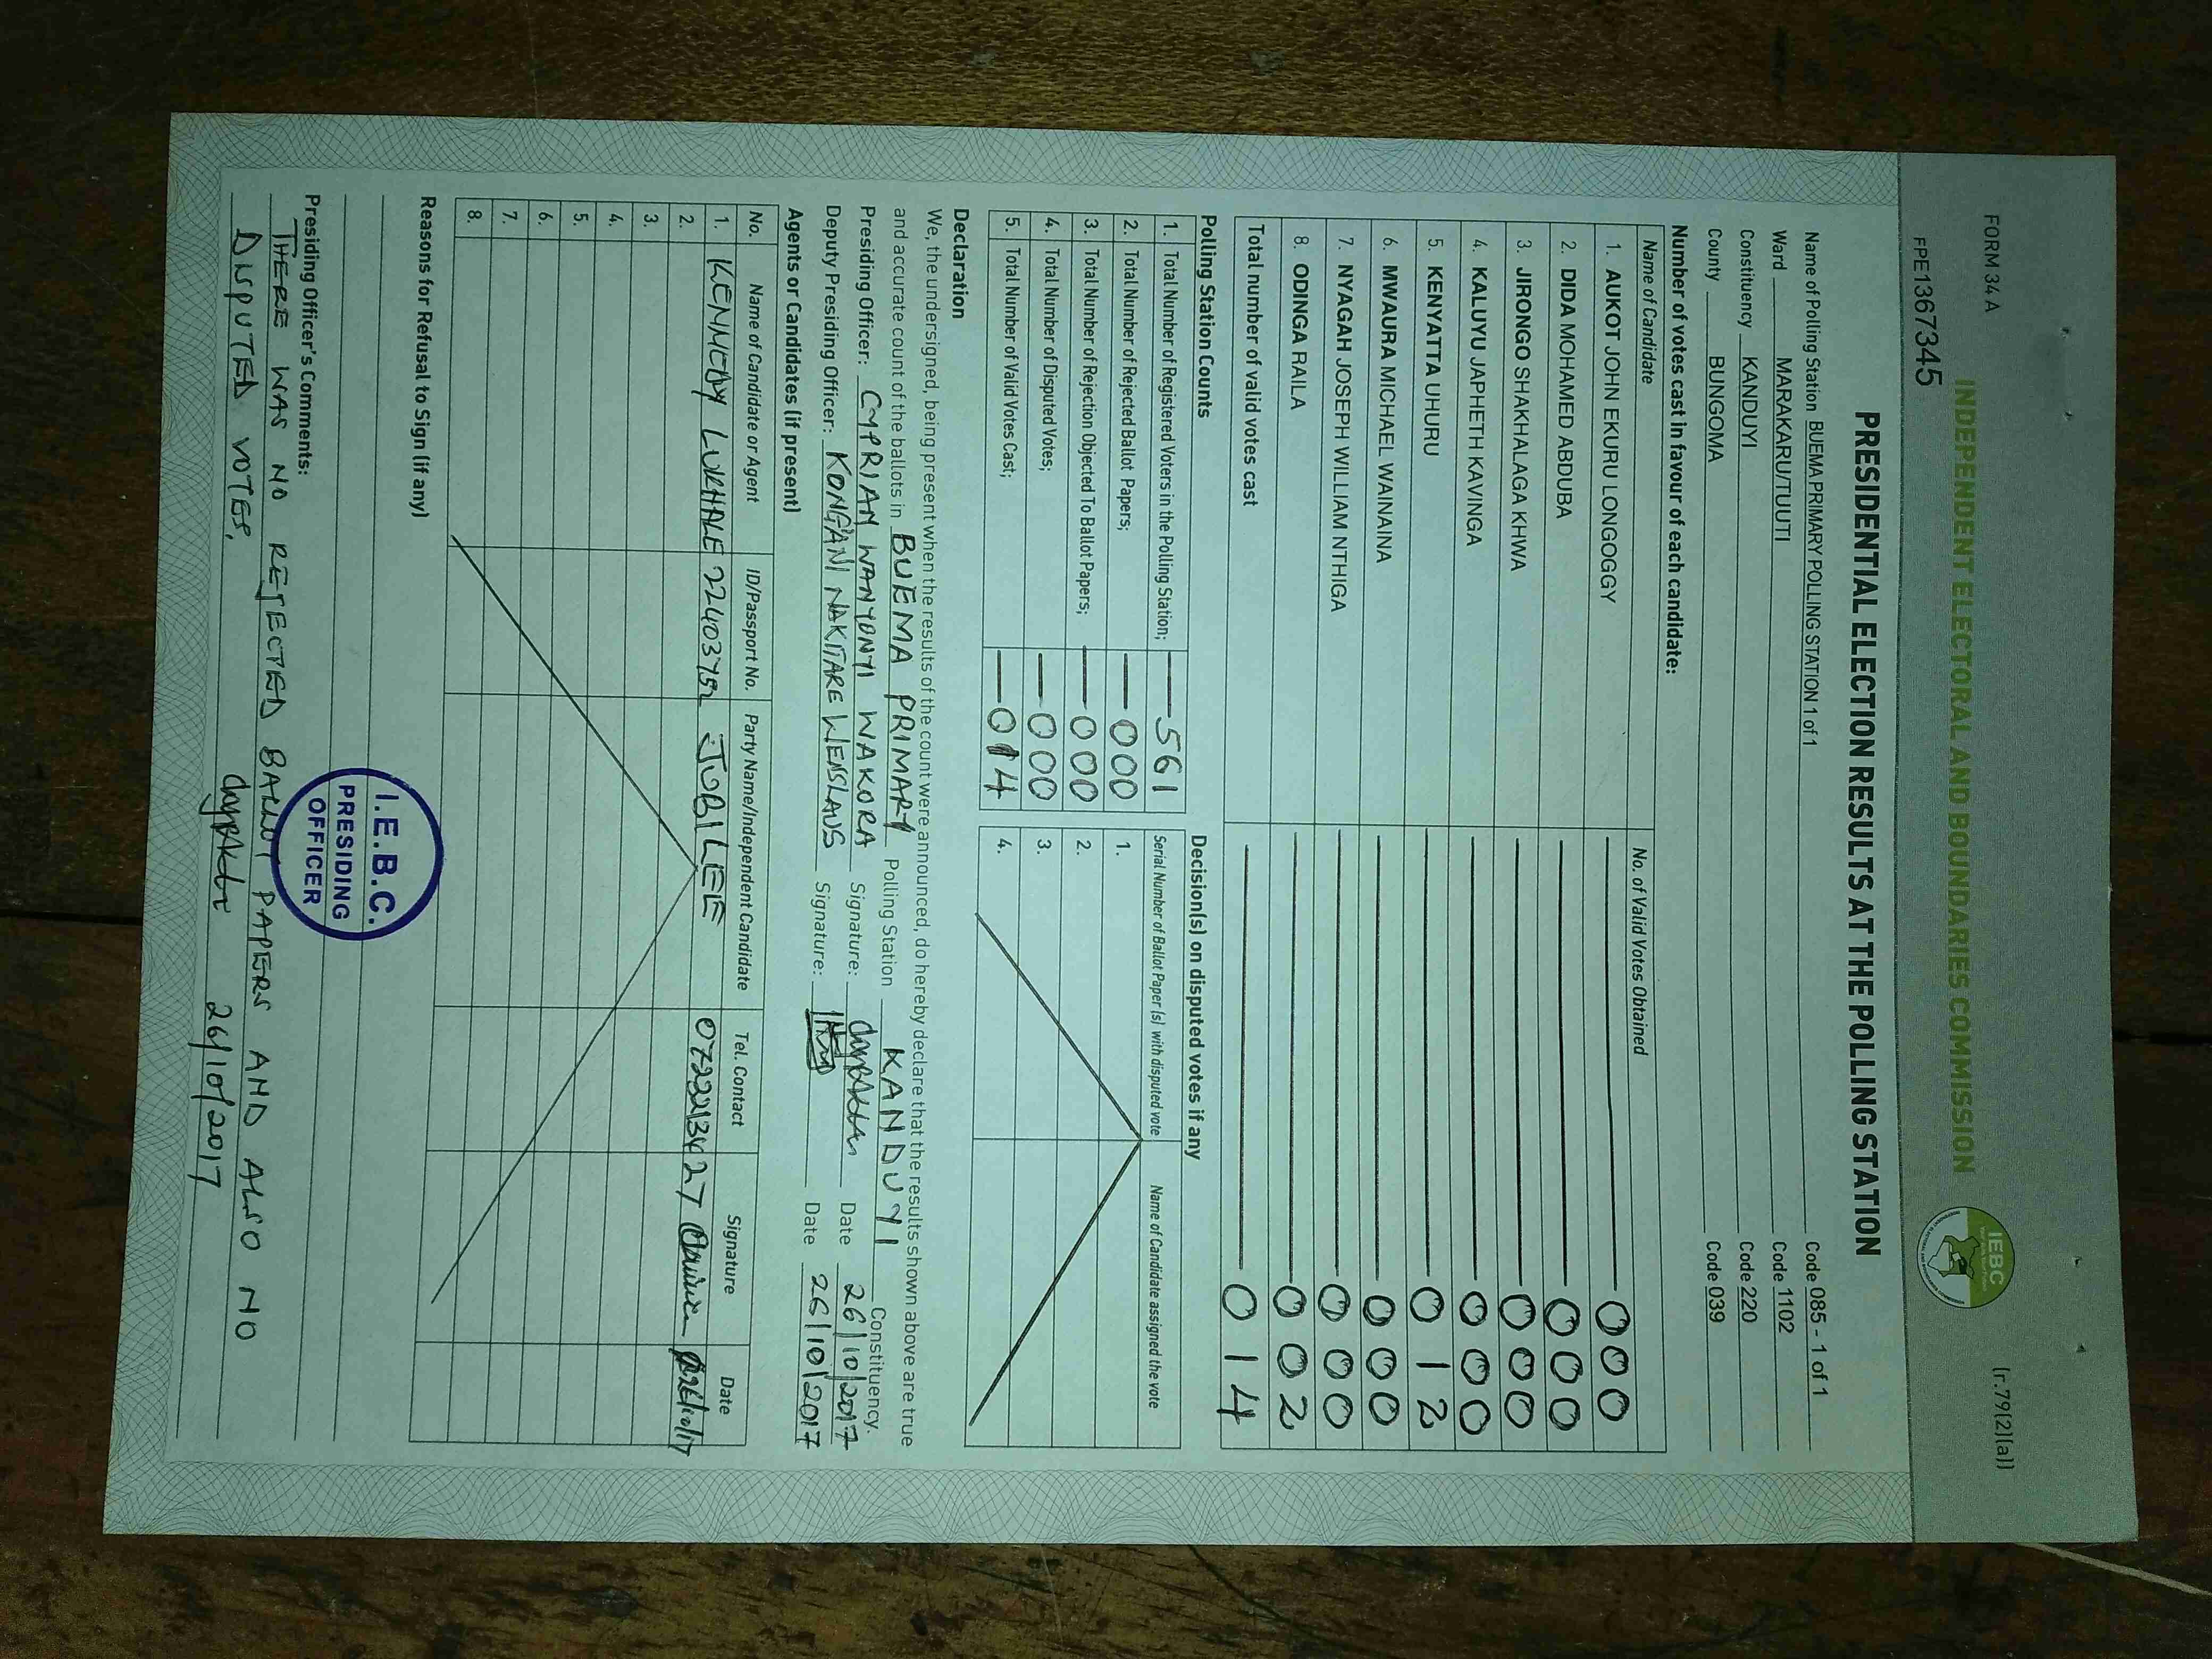 FORM 34 A
(r.79(2)(a))
INDEPENDENT ELECTORAL AND BOUNDARIES COMMISSION
IEBC
FPE1367345
PRESIDENTIAL ELECTION RESULTS AT THE POLLING STATION
Name of Polling Station BUEMA PRIMARY POLLING STATION 1 of 1 Code 085 - 1 of 1
Ward MARAKARU/TUUTI Code 1102
Constituency KANDUYI Code 220
County BUNGOMA Code 039
Number of votes cast in favour of each candidate:
Name of Candidate No. of Valid Votes Obtained
1. AUKOT JOHN EKURU LONGOGGY 000
2. DIDA MOHAMED ABDUBA 000
3. JIRONGO SHAKHALAGA KHWA 000
4. KALUYU JAPHETH KAVINGA 000
5. KENYATTA UHURU 012
6. MWAURA MICHAEL WAINAINA 000
7. NYAGAH JOSEPH WILLIAM NTHIGA 000
8. ODINGA RAILA 002
Total number of valid votes cast 014
Polling Station Counts
1. Total Number of Registered Voters in the Polling Station; 561
2. Total Number of Rejected Ballot Papers; 000
3. Total Number of Rejection Objected To Ballot Papers; 000
4. Total Number of Disputed Votes; 000
5. Total Number of Valid Votes Cast; 014
Decision(s) on disputed votes if any
Serial Number of Ballot Paper (s) with disputed vote Name of Candidate assigned the vote
1.
2.
3.
4.
Declaration
We, the undersigned, being present when the results of the count were announced, do hereby declare that the results shown above are true
and accurate count of the ballots in BUEMA PRIMARY Polling Station KANDUYI Constituency.
Presiding Officer: CYPRIAN WANYONYI WAKORA Signature: Date 26/10/2017
Deputy Presiding Officer: KONGANI NAKITARE WENSLAUS Signature: Date 26/10/2017
Agents or Candidates (if present)
No. Name of Candidate or Agent ID/Passport No. Party Name/Independent Candidate Tel. Contact Signature Date
1. KENNEDY LUKHALE 22403752 JUBILEE
2.
3.
4.
5.
6.
7.
8.
Reasons for Refusal to Sign (if any)
I.E.B.C.
PRESIDING
OFFICER
Presiding Officer's Comments:
THERE WAS NO REJECTED BALLOT PAPERS AND ALSO NO
DISPUTED VOTES.
26/10/2017